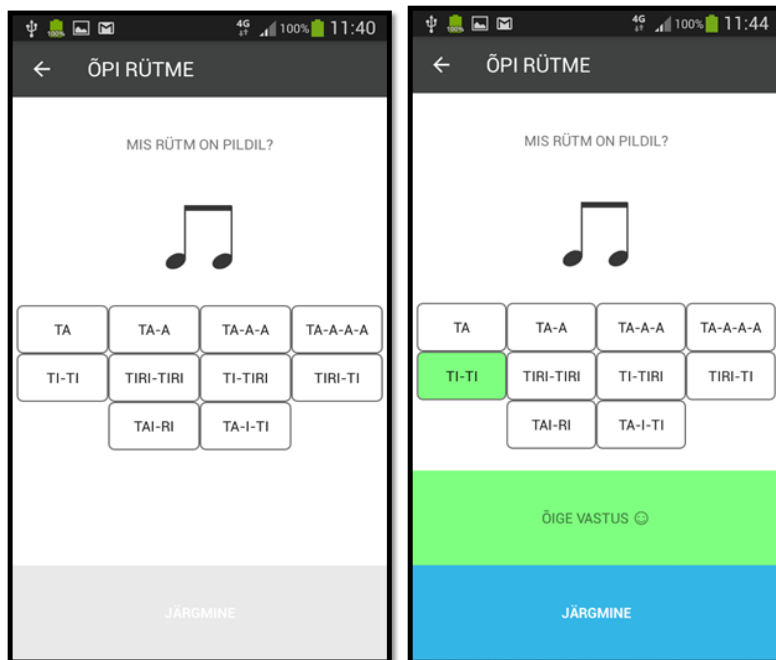 4G 100% 11:40
100%
ÕPI RÜTME
MIS RÜTM ON PILDIL?
TA TA-A TA-A-A TA-A-A-A
TI-TI TIRI-TIRI TI-TIRI TIRI-TI
TAI-RI TA-I-TI
JÄRGMINE
4G 100% 11:44
100%
ÕPI RÜTME
MIS RÜTM ON PILDIL?
TA TA-A TA-A-A TA-A-A-A
TI-TI TIRI-TIRI TI-TIRI TIRI-TI
TAI-RI TA-I-TI
ÕIGE VASTUS ☺
JÄRGMINE